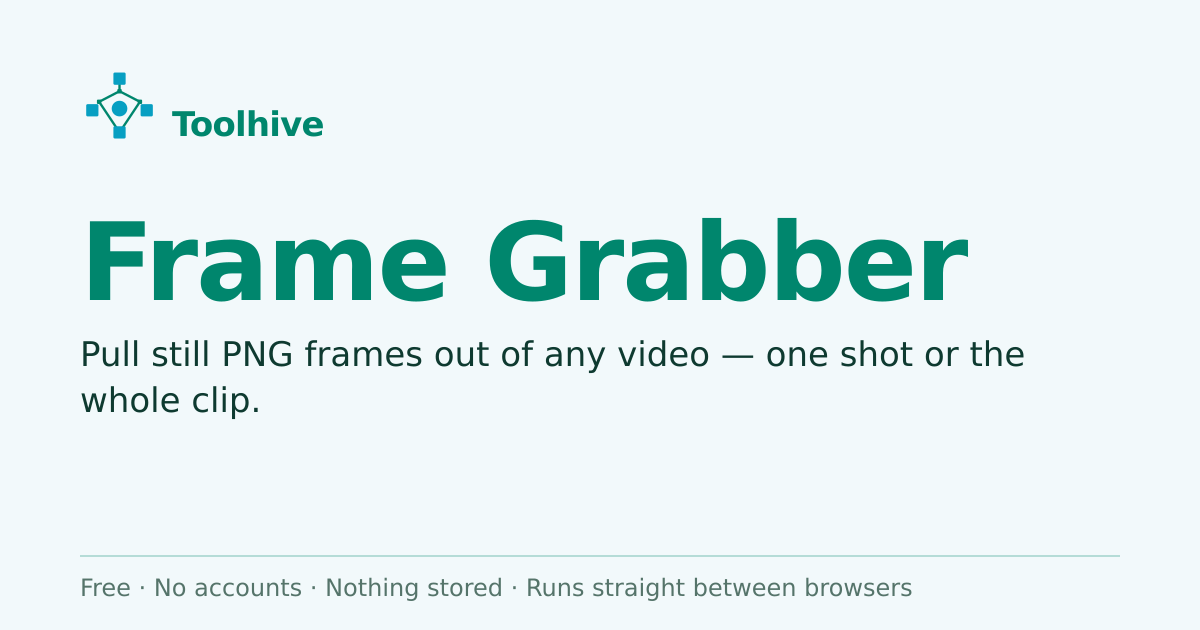 Toolhive
Frame Grabber
Pull still PNG frames out of any video — one shot or the
whole clip.
Free · No accounts · Nothing stored · Runs straight between browsers